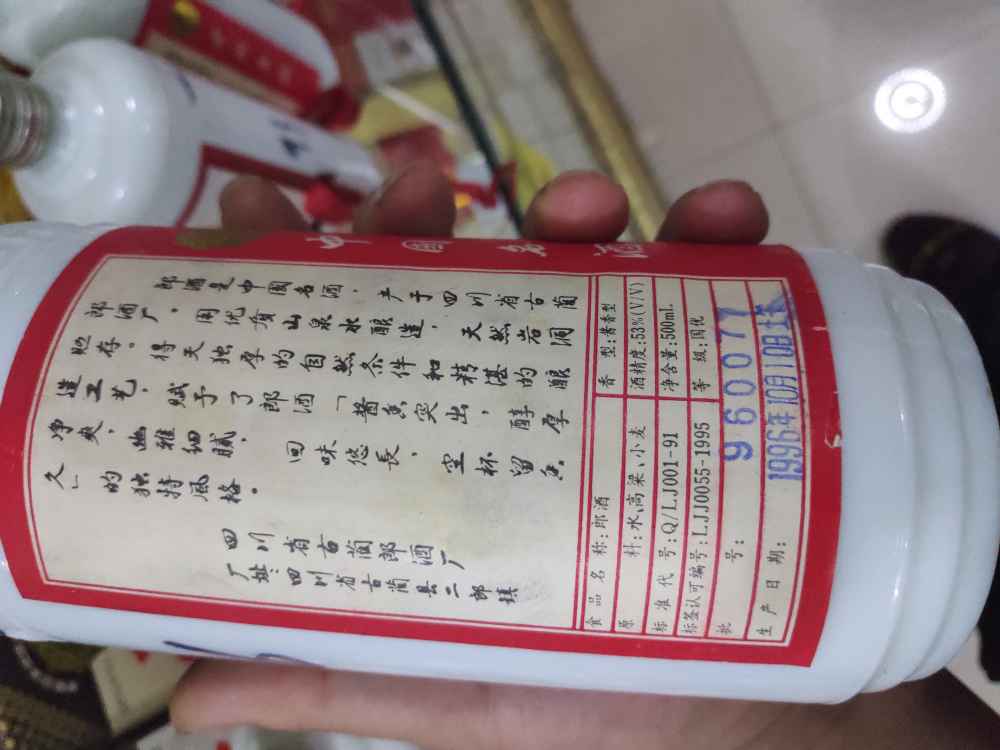 中国名酒
郎酒是中国名酒,产于四川省古蔺
郎酒厂。用优质山泉水酿造,天然岩洞
贮存。得天独厚的自然条件和精湛的酿
造工艺,赋予了郎酒「酱香突出,醇厚
净爽,幽雅细腻,回味悠长,空杯留香
久」的独特风格。
四川省古蔺郎酒厂
厂址:四川省古蔺县二郎镇
食品名称:郎酒 香型:酱香型
原料:水、高粱、小麦 酒精度:53%(V/V)
标准代号:Q/LJ001-91 净含量:500mL
标签认可编号:LJJ0055-1995 等级:国优
批号:960077
生产日期:1996年10月10日